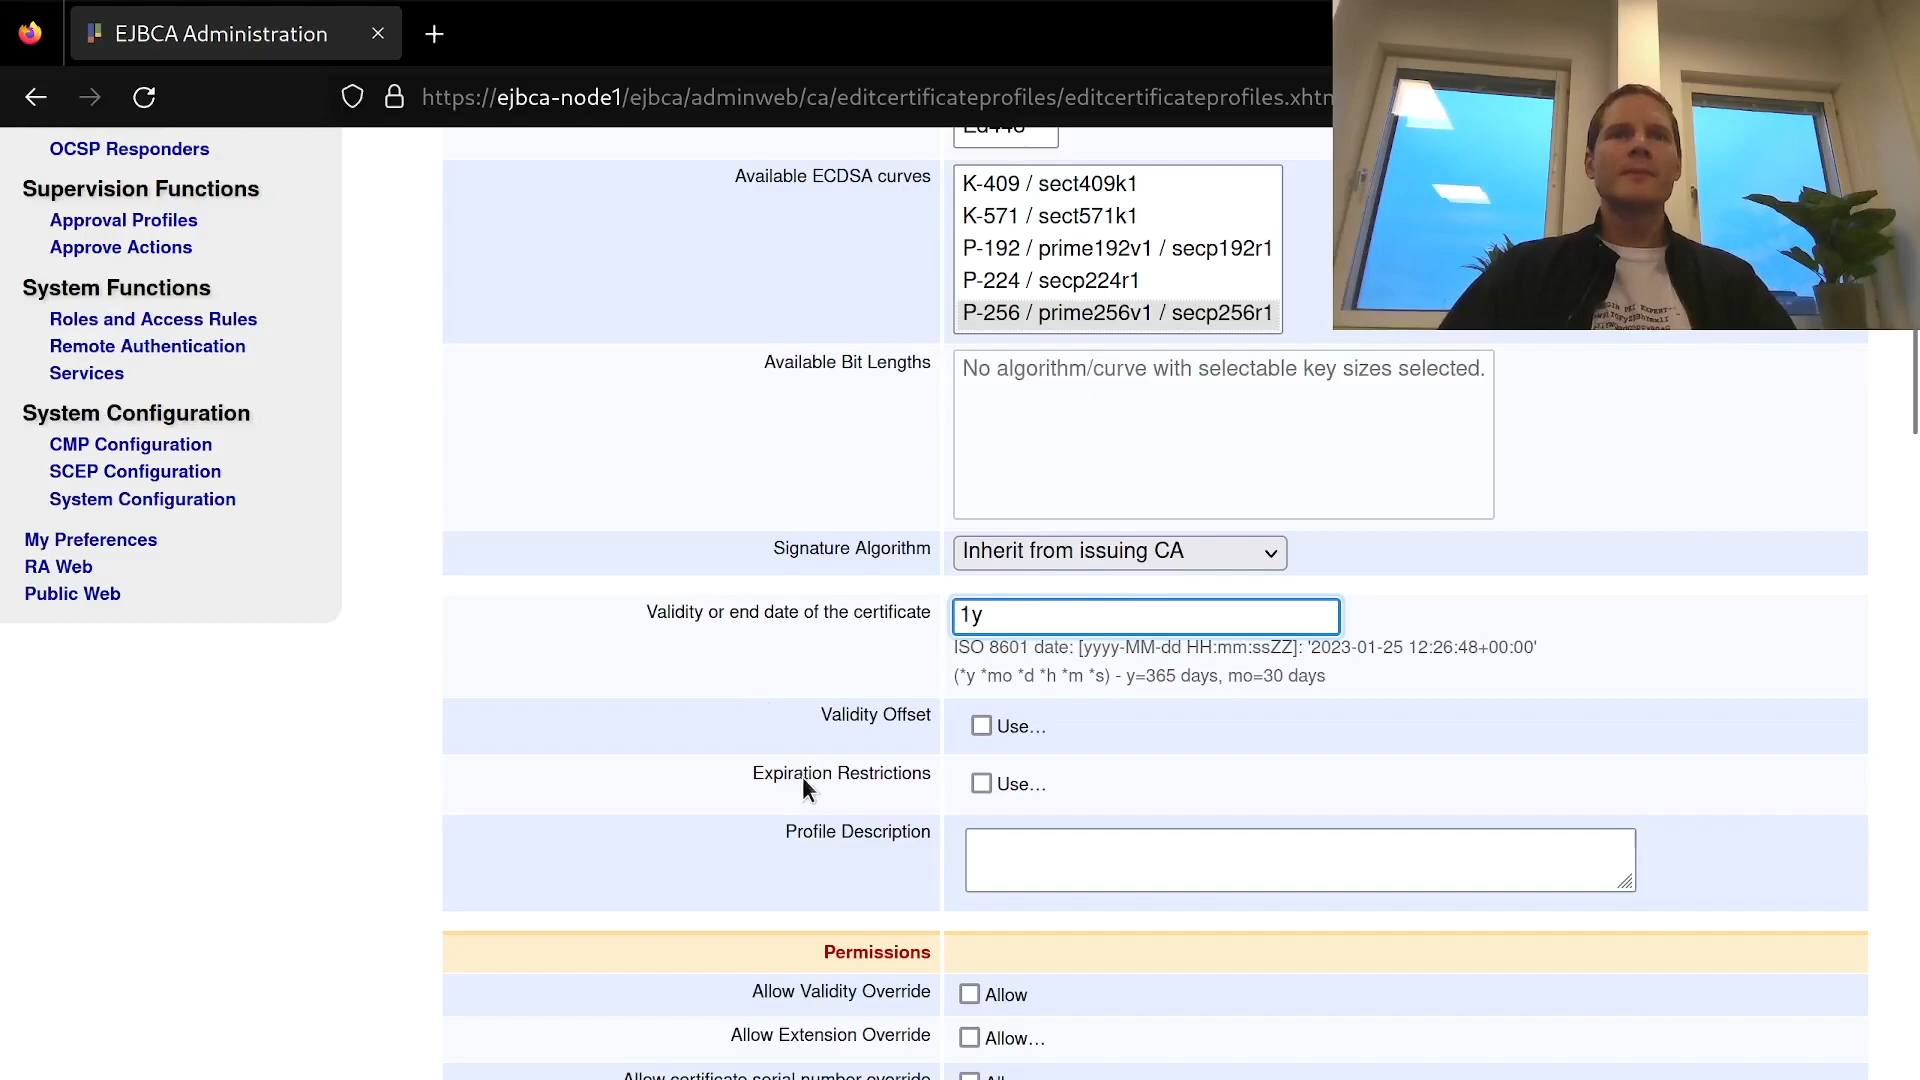 EJBCA Administration
https://ejbca-node1/ejbca/adminweb/ca/editcertificateprofiles/editcertificateprofiles.xhtm
OCSP Responders
Supervision Functions
Approval Profiles
Approve Actions
System Functions
Roles and Access Rules
Remote Authentication
Services
System Configuration
CMP Configuration
SCEP Configuration
System Configuration
My Preferences
RA Web
Public Web
Ed448
Available ECDSA curves
K-409 / sect409k1
K-571 / sect571k1
P-192 / prime192v1 / secp192r1
P-224 / secp224r1
P-256 / prime256v1 / secp256r1
Available Bit Lengths
No algorithm/curve with selectable key sizes selected.
Signature Algorithm
Inherit from issuing CA
Validity or end date of the certificate
1y
ISO 8601 date: [yyyy-MM-dd HH:mm:ssZZ]: '2023-01-25 12:26:48+00:00'
(*y *mo *d *h *m *s) - y=365 days, mo=30 days
Validity Offset
Use…
Expiration Restrictions
Use…
Profile Description
Permissions
Allow Validity Override
Allow
Allow Extension Override
Allow…
Allow certificate serial number override